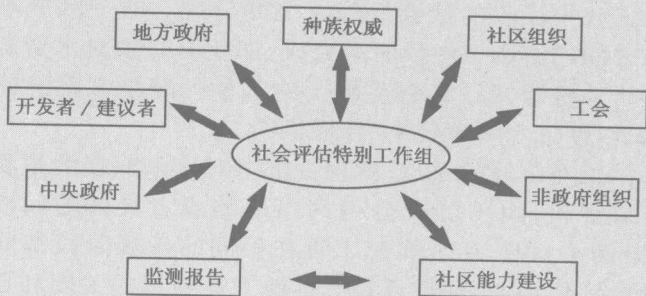 种族权威
地方政府
社区组织
开发者/建议者
工会
社会评估特别工作组
中央政府
非政府组织
监测报告
社区能力建设